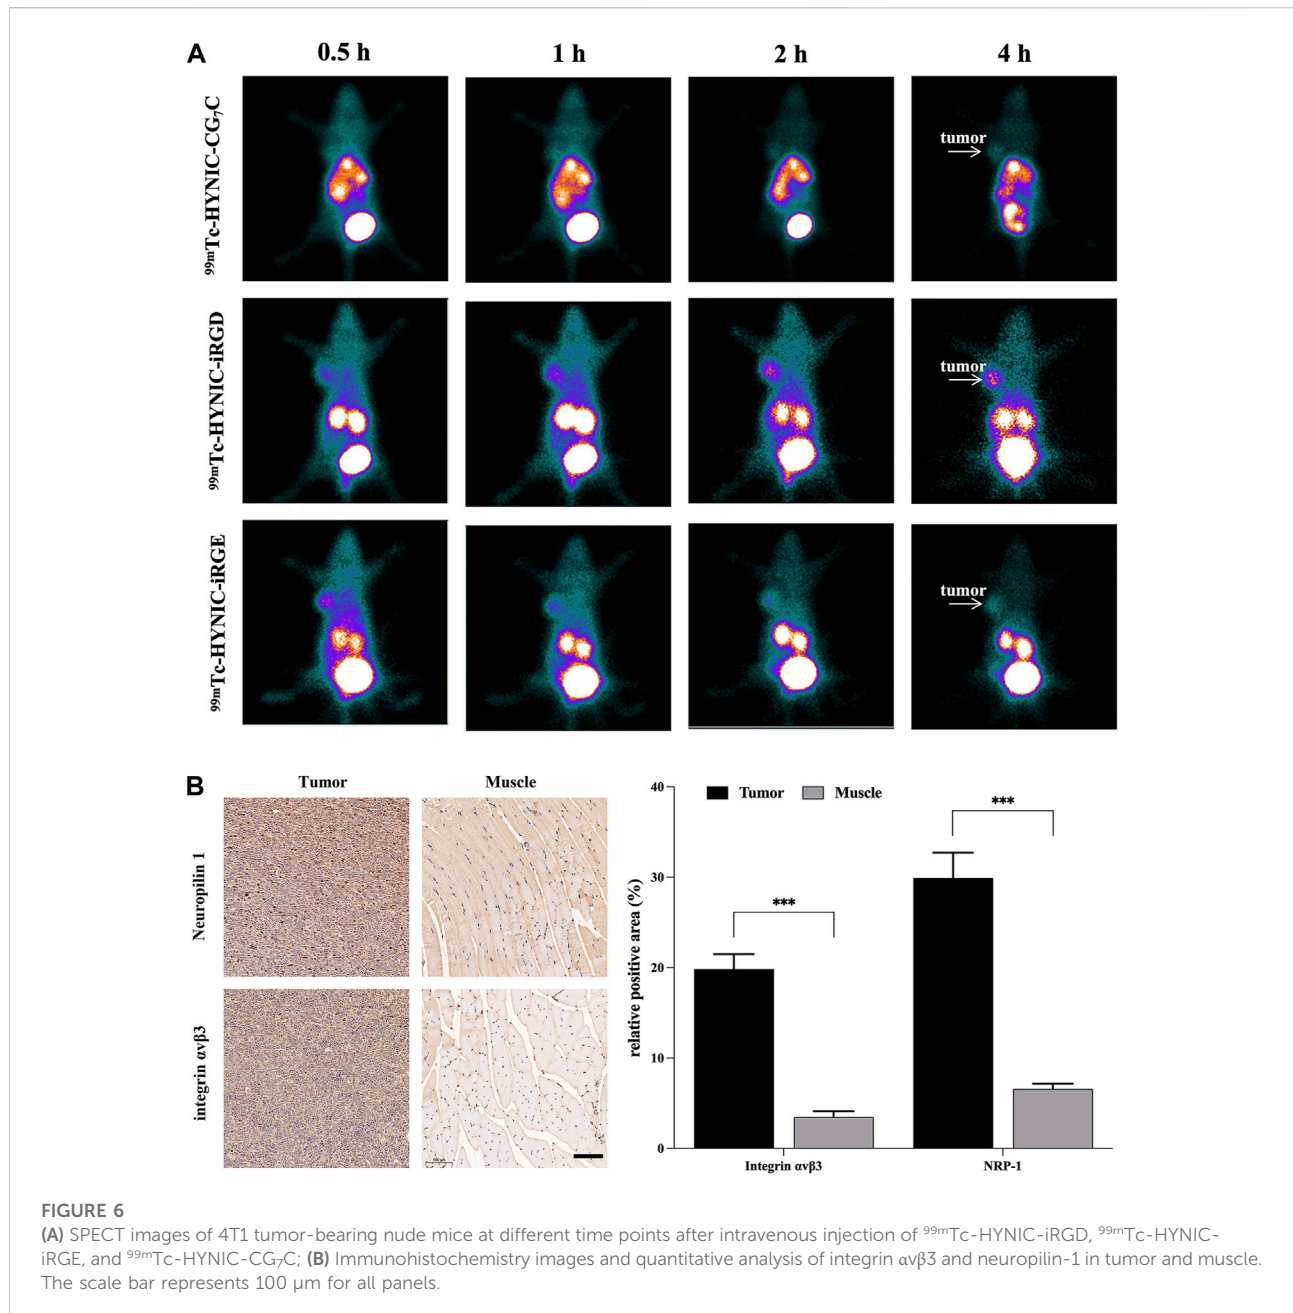 A
0.5 h
1 h
2 h
4 h
⁹⁹ᵐTc-HYNIC-CG₇C
tumor
⁹⁹ᵐTc-HYNIC-iRGD
tumor
⁹⁹ᵐTc-HYNIC-iRGE
tumor
B
Tumor
Muscle
Neuropilin 1
integrin αvβ3
100 μm
relative positive area (%)
40
30
20
10
0
Tumor
Muscle
***
***
Integrin αvβ3
NRP-1
FIGURE 6
(A) SPECT images of 4T1 tumor-bearing nude mice at different time points after intravenous injection of ⁹⁹ᵐTc-HYNIC-iRGD, ⁹⁹ᵐTc-HYNIC-
iRGE, and ⁹⁹ᵐTc-HYNIC-CG₇C; (B) Immunohistochemistry images and quantitative analysis of integrin αvβ3 and neuropilin-1 in tumor and muscle.
The scale bar represents 100 μm for all panels.